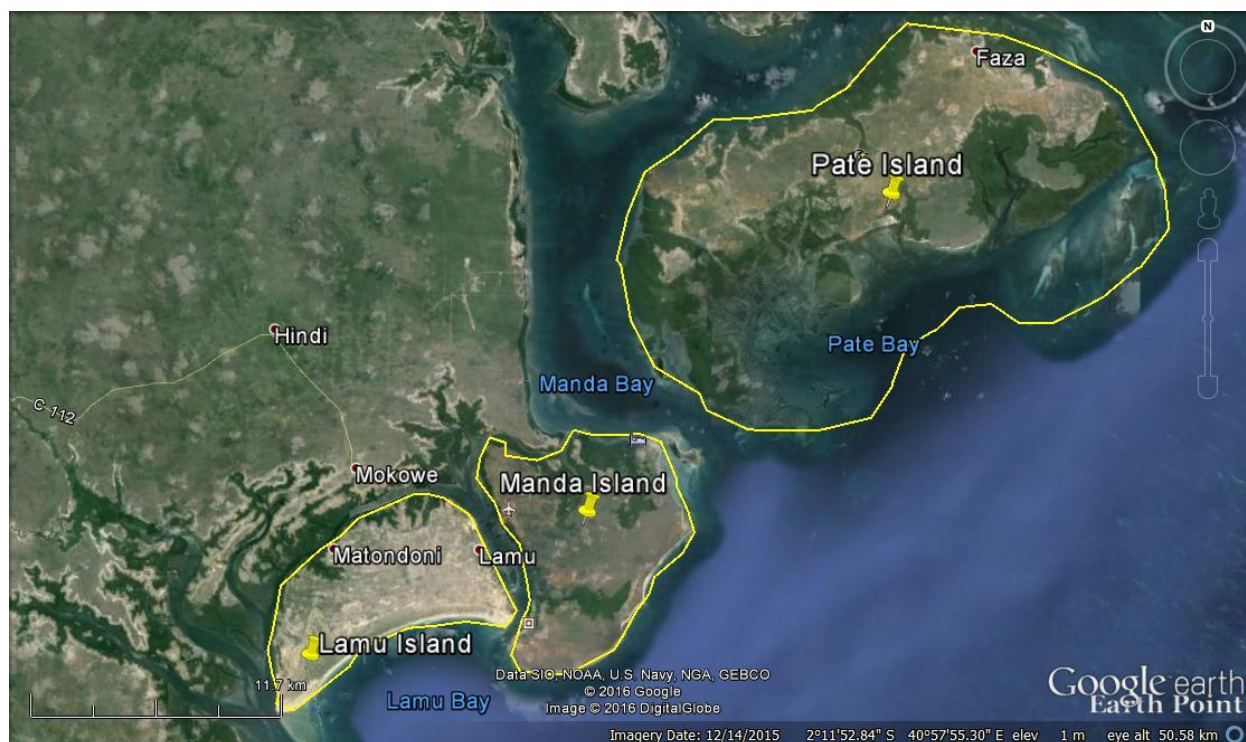 N
Faza
Pate Island
Hindi
Pate Bay
Manda Bay
C 112
Mokowe
Manda Island
Matondoni
Lamu
Lamu Island
Data SIO, NOAA, U.S. Navy, NGA, GEBCO
© 2016 Google
Image © 2016 DigitalGlobe
11.7 km
Lamu Bay
Google earth
Earth Point
Imagery Date: 12/14/2015 2°11'52.84" S 40°57'55.30" E elev 1 m eye alt 50.58 km